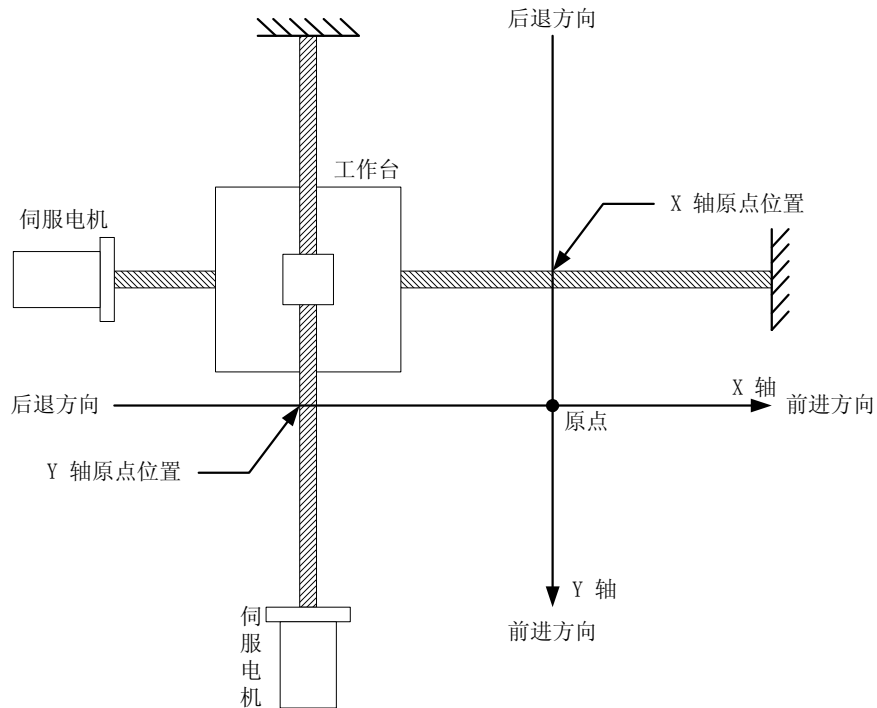 后退方向
工作台
伺服电机
X 轴原点位置
X 轴
后退方向
前进方向
原点
Y 轴原点位置
Y 轴
伺服电机
前进方向